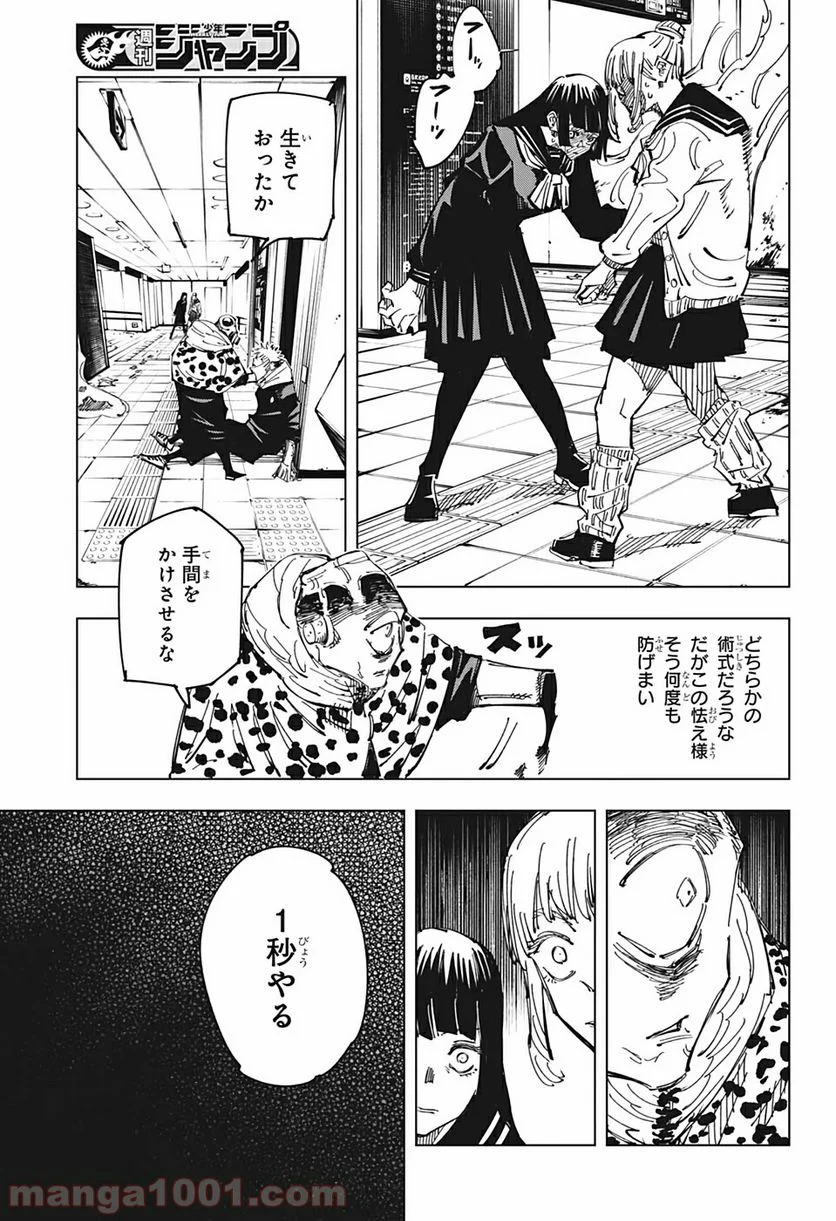 週刊
少年
ジャンプ
フーッ
フーッ
生きて
おったか
どちらかの
術式だろうな
だがこの怯え様
そう何度も
防げまい
ズッ
手間を
かけさせるな
1秒やる
manga1001.com